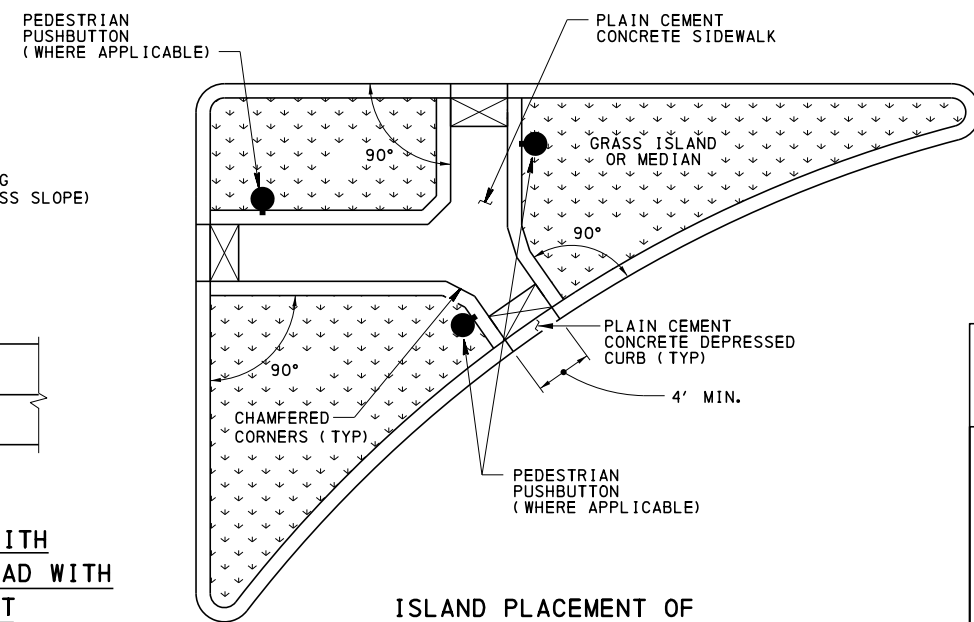 PEDESTRIAN
PUSHBUTTON
(WHERE APPLICABLE)
PLAIN CEMENT
CONCRETE SIDEWALK
G
SS SLOPE)
90°
GRASS ISLAND
OR MEDIAN
90°
90°
PLAIN CEMENT
CONCRETE DEPRESSED
CURB (TYP)
4' MIN.
CHAMFERED
CORNERS (TYP)
PEDESTRIAN
PUSHBUTTON
(WHERE APPLICABLE)
ITH
AD WITH
T
ISLAND PLACEMENT OF